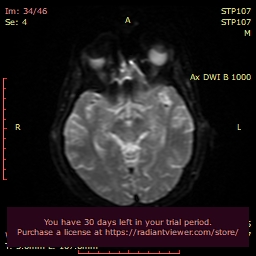 Im: 34/46
Se: 4
STP107
STP107
M
A
Ax DWI B 1000
R
L
You have 30 days left in your trial period.
Purchase a license at https://radiantviewer.com/store/